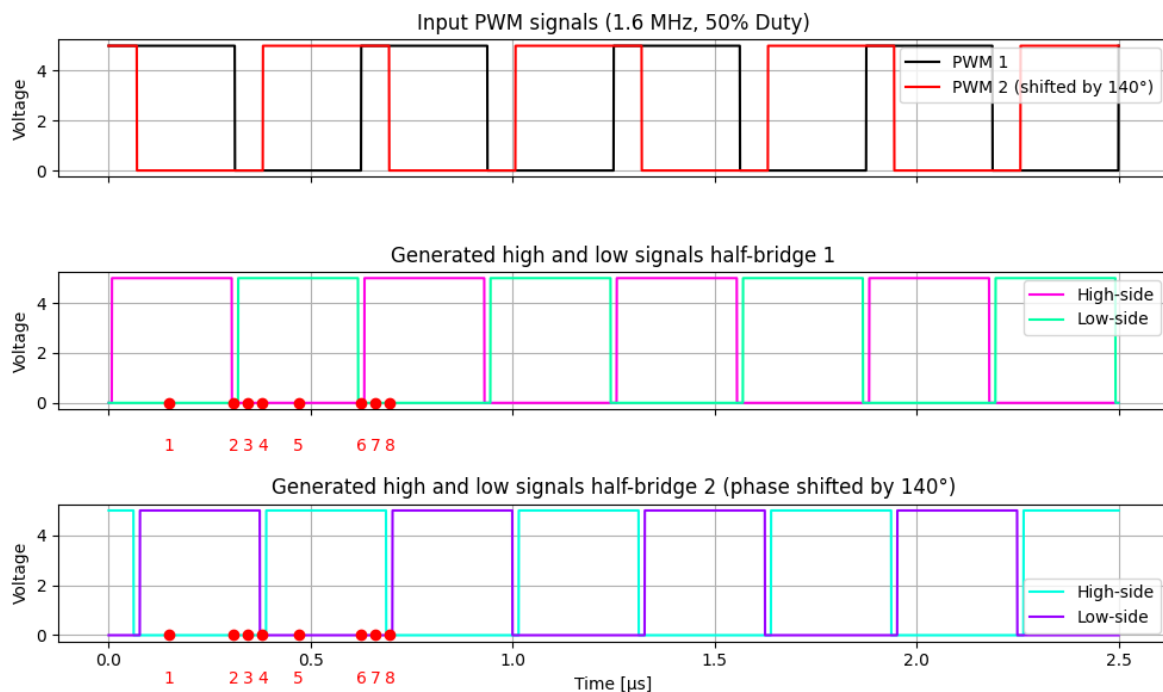 Input PWM signals (1.6 MHz, 50% Duty)
Voltage
4
2
0
PWM 1
PWM 2 (shifted by 140°)
Generated high and low signals half-bridge 1
Voltage
4
2
0
High-side
Low-side
1 2 3 4 5 6 7 8
Generated high and low signals half-bridge 2 (phase shifted by 140°)
Voltage
4
2
0
High-side
Low-side
0.0 0.5 1.0 1.5 2.0 2.5
1 2 3 4 5 6 7 8
Time [µs]